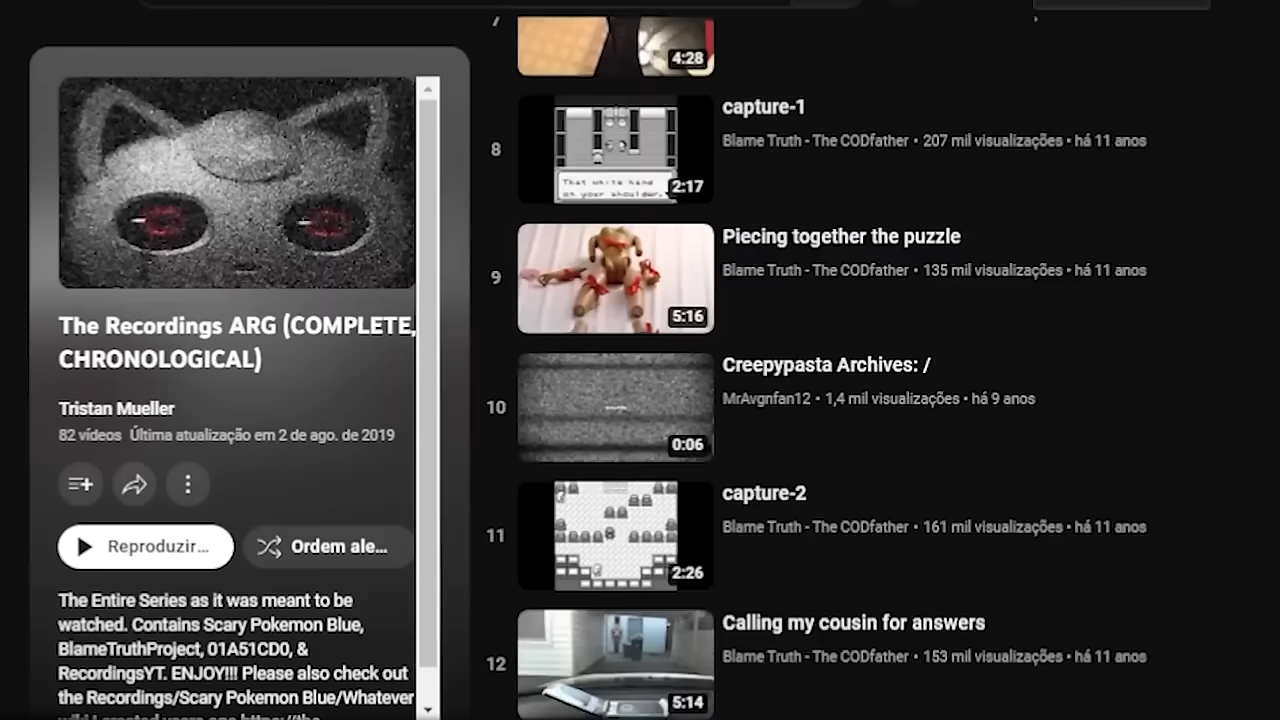 The Recordings ARG (COMPLETE,
CHRONOLOGICAL)
Tristan Mueller
82 vídeos Última atualização em 2 de ago. de 2019
Reproduzir...
Ordem ale...
The Entire Series as it was meant to be
watched. Contains Scary Pokemon Blue,
BlameTruthProject, 01A51CD0, &
RecordingsYT. ENJOY!!! Please also check out
the Recordings/Scary Pokemon Blue/Whatever
wiki I created years ago https://the
7
4:28
8
That white hand
on your shoulder.
2:17
capture-1
Blame Truth - The CODfather • 207 mil visualizações • há 11 anos
9
5:16
Piecing together the puzzle
Blame Truth - The CODfather • 135 mil visualizações • há 11 anos
10
0:06
Creepypasta Archives: /
MrAvgnfan12 • 1,4 mil visualizações • há 9 anos
11
2:26
capture-2
Blame Truth - The CODfather • 161 mil visualizações • há 11 anos
12
5:14
Calling my cousin for answers
Blame Truth - The CODfather • 153 mil visualizações • há 11 anos